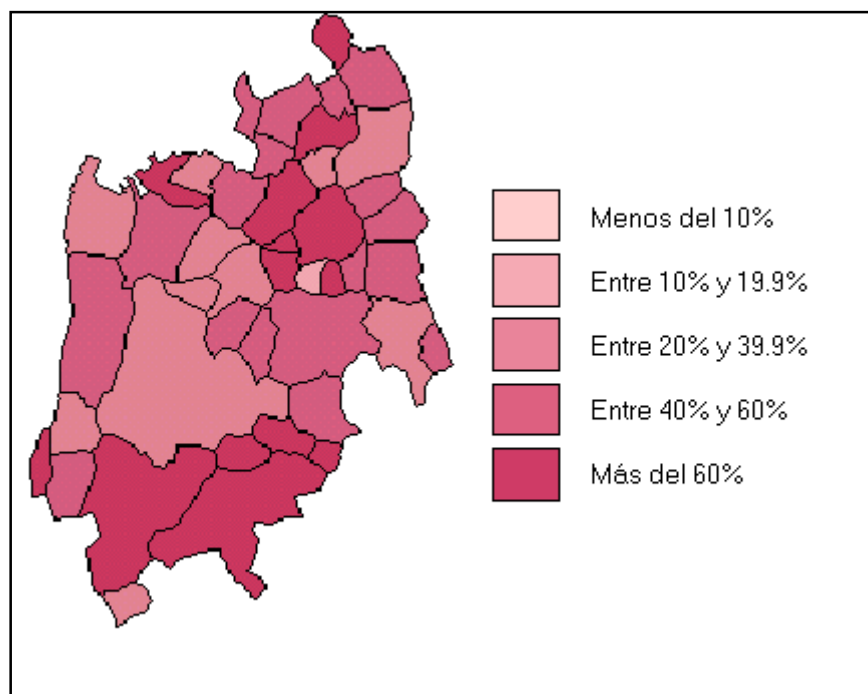 Menos del 10%
Entre 10% y 19.9%
Entre 20% y 39.9%
Entre 40% y 60%
Más del 60%